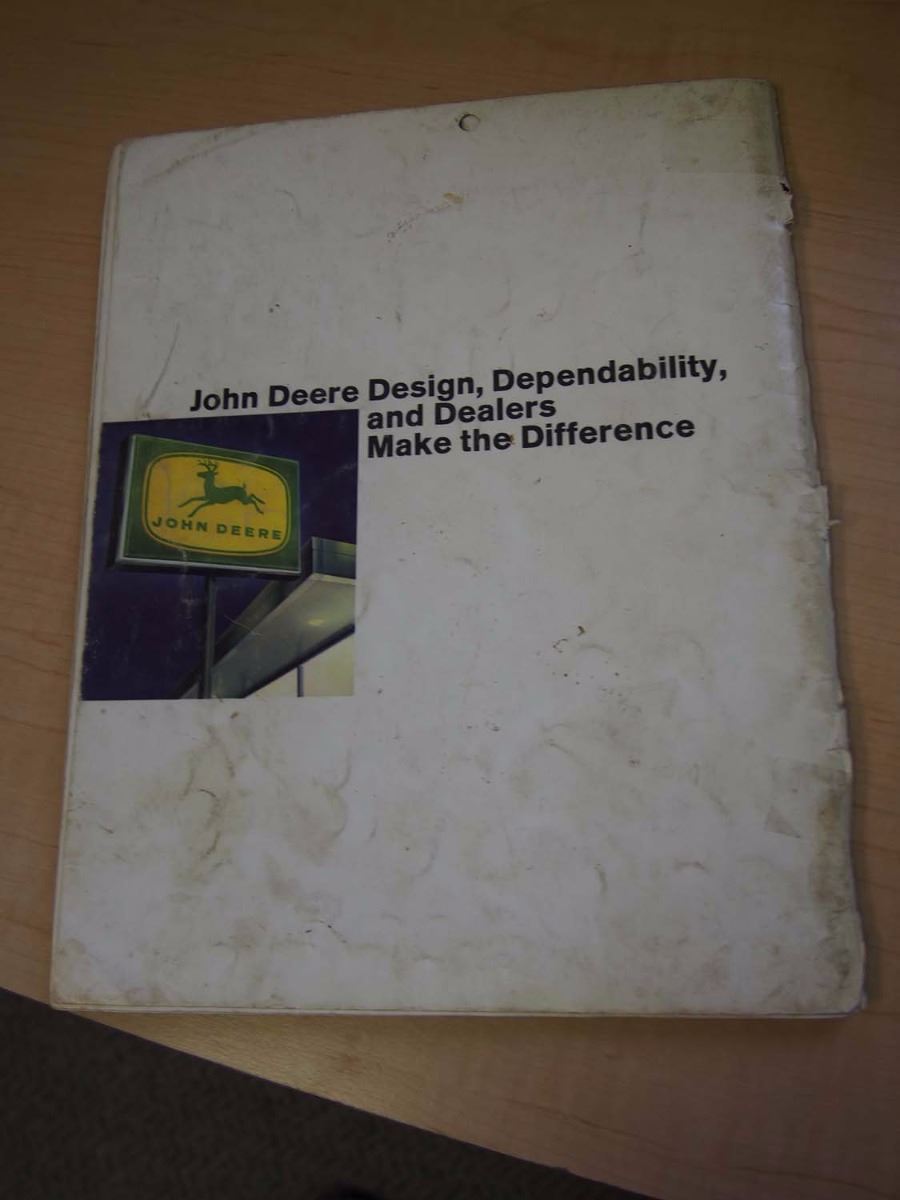 John Deere Design, Dependability,
and Dealers
Make the Difference
JOHN DEERE